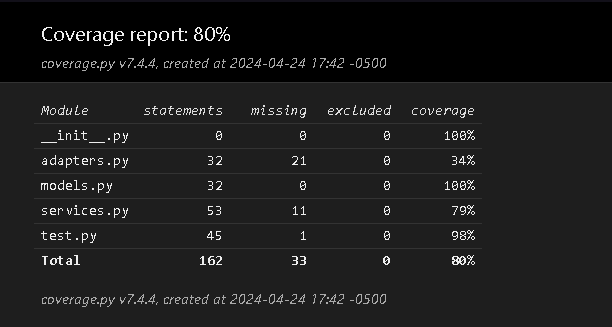 Coverage report: 80%
coverage.py v7.4.4, created at 2024-04-24 17:42 -0500
Module statements missing excluded coverage
__init__.py 0 0 0 100%
adapters.py 32 21 0 34%
models.py 32 0 0 100%
services.py 53 11 0 79%
test.py 45 1 0 98%
Total 162 33 0 80%
coverage.py v7.4.4, created at 2024-04-24 17:42 -0500